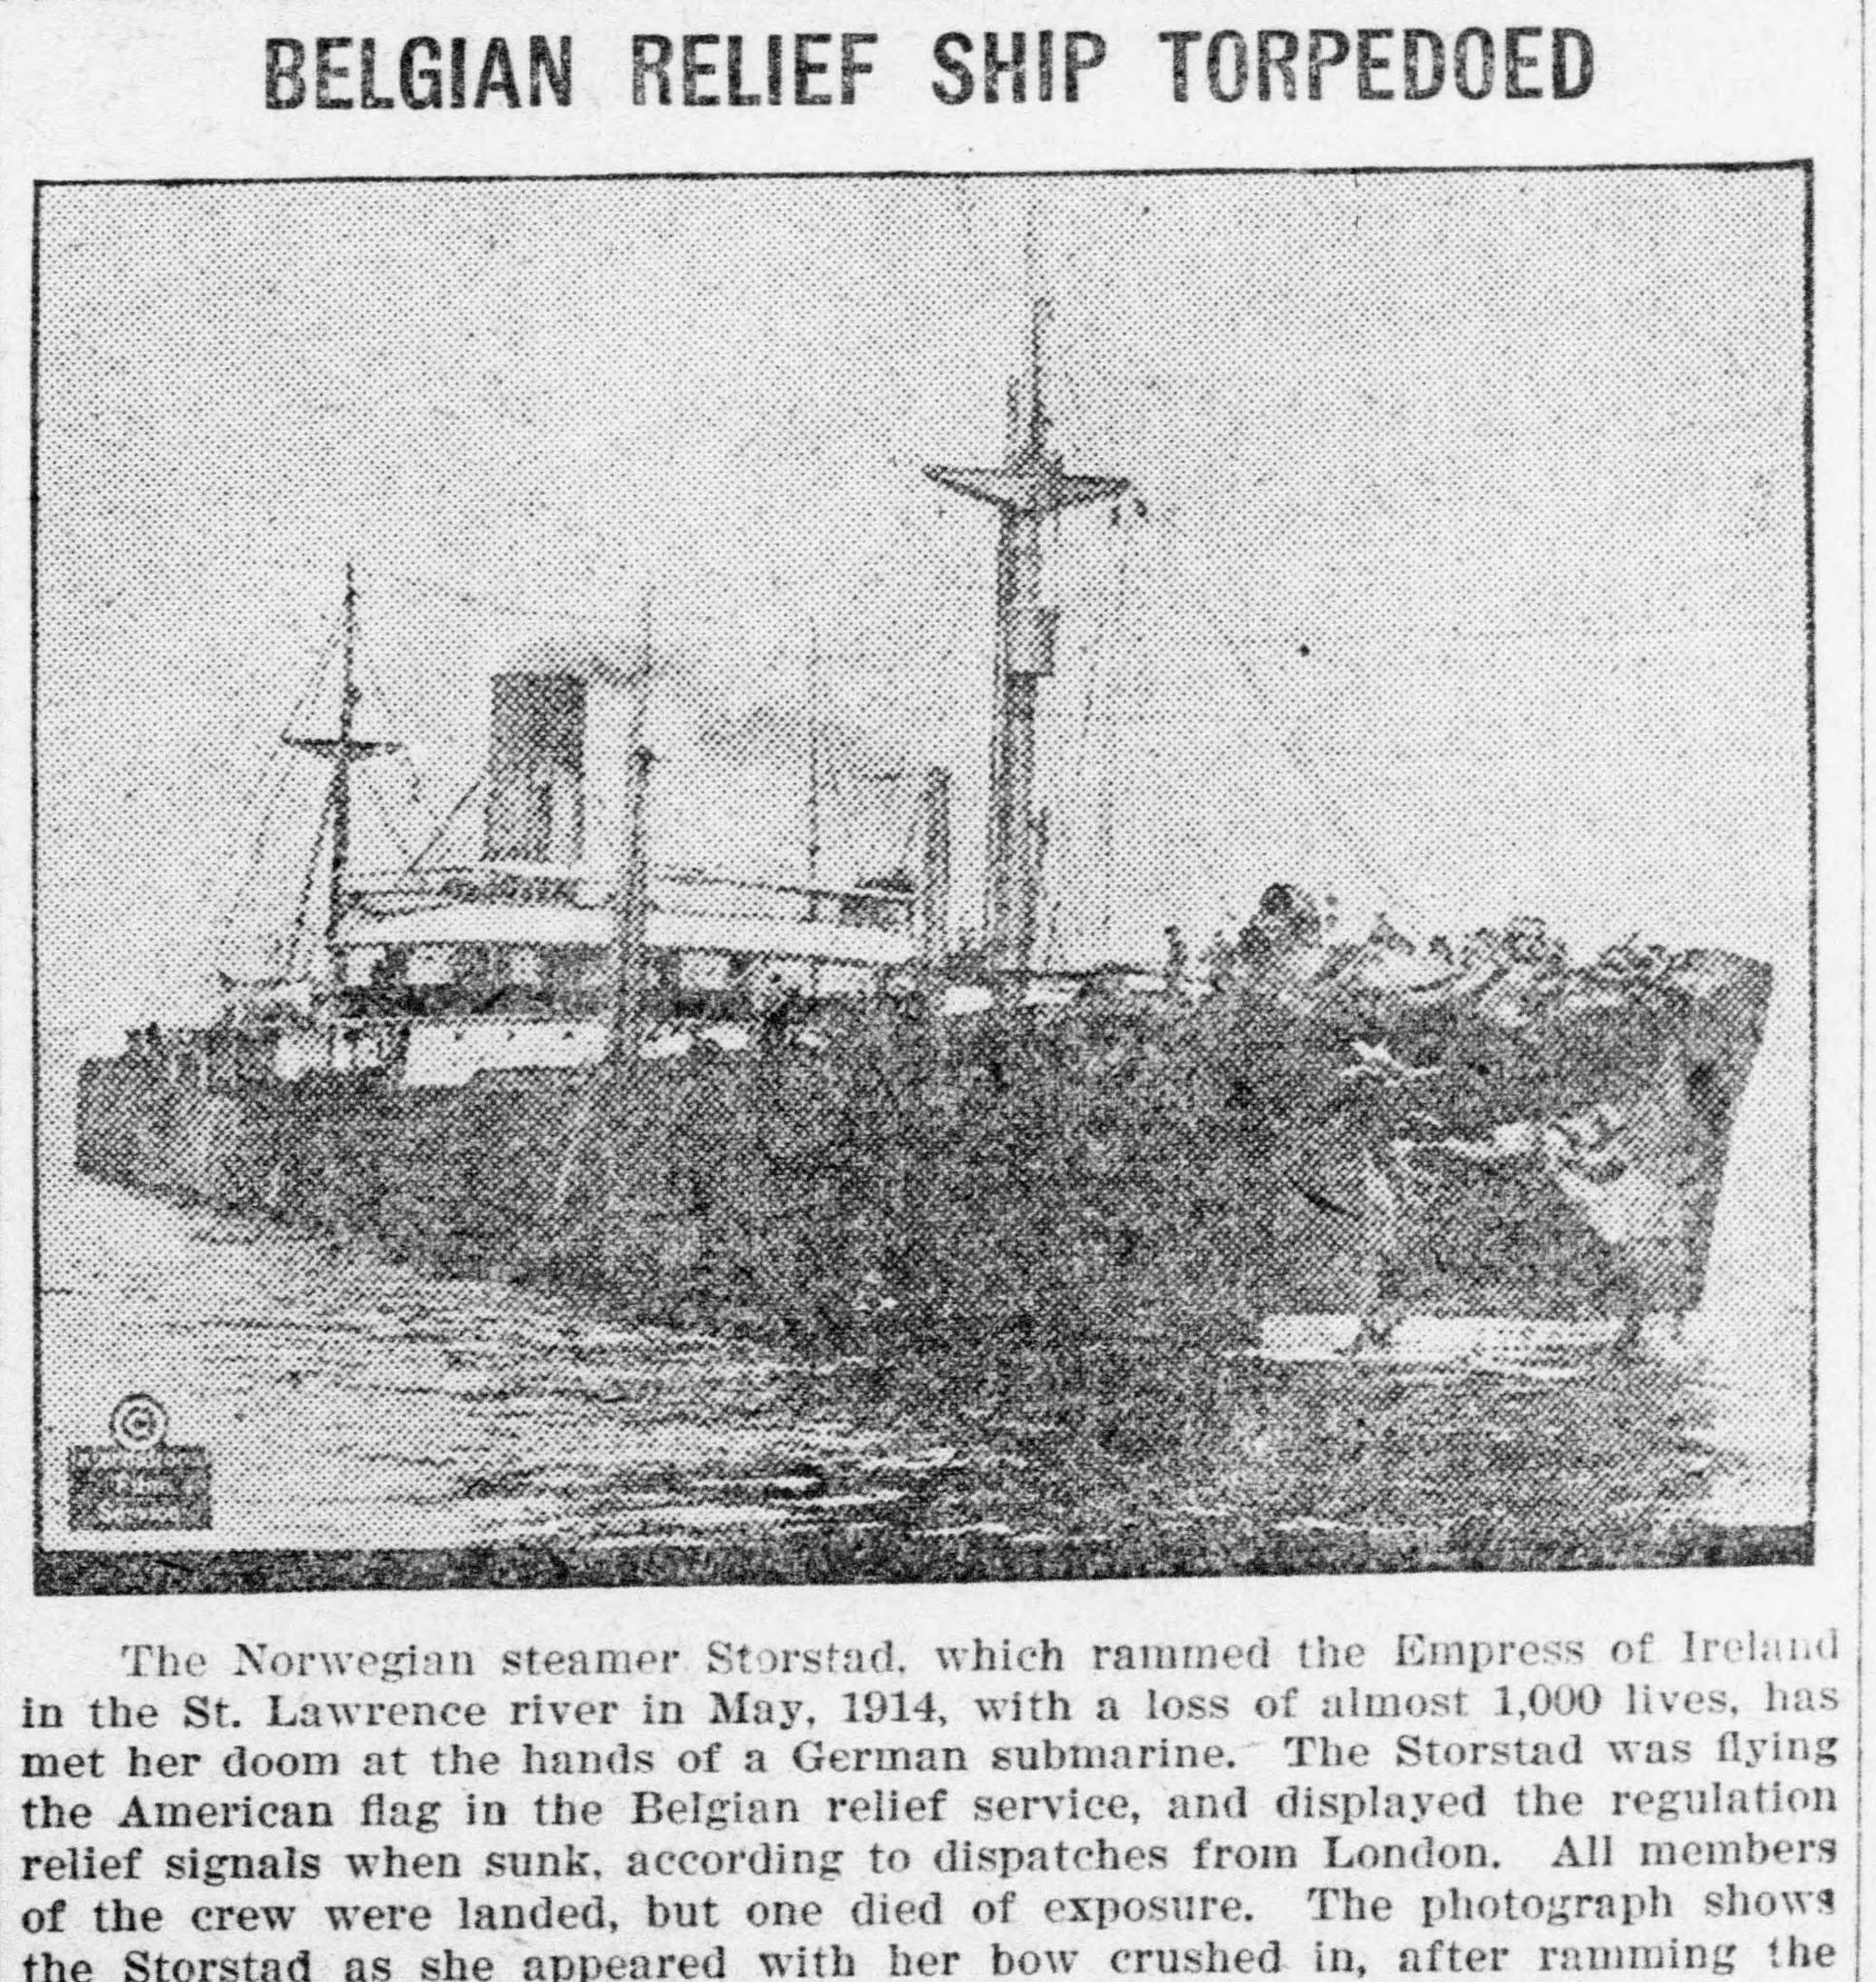 BELGIAN RELIEF SHIP TORPEDOED
©
International
Film
Service
The Norwegian steamer Storstad, which rammed the Empress of Ireland
in the St. Lawrence river in May, 1914, with a loss of almost 1,000 lives, has
met her doom at the hands of a German submarine. The Storstad was flying
the American flag in the Belgian relief service, and displayed the regulation
relief signals when sunk, according to dispatches from London. All members
of the crew were landed, but one died of exposure. The photograph shows
the Storstad as she appeared with her bow crushed in, after ramming the